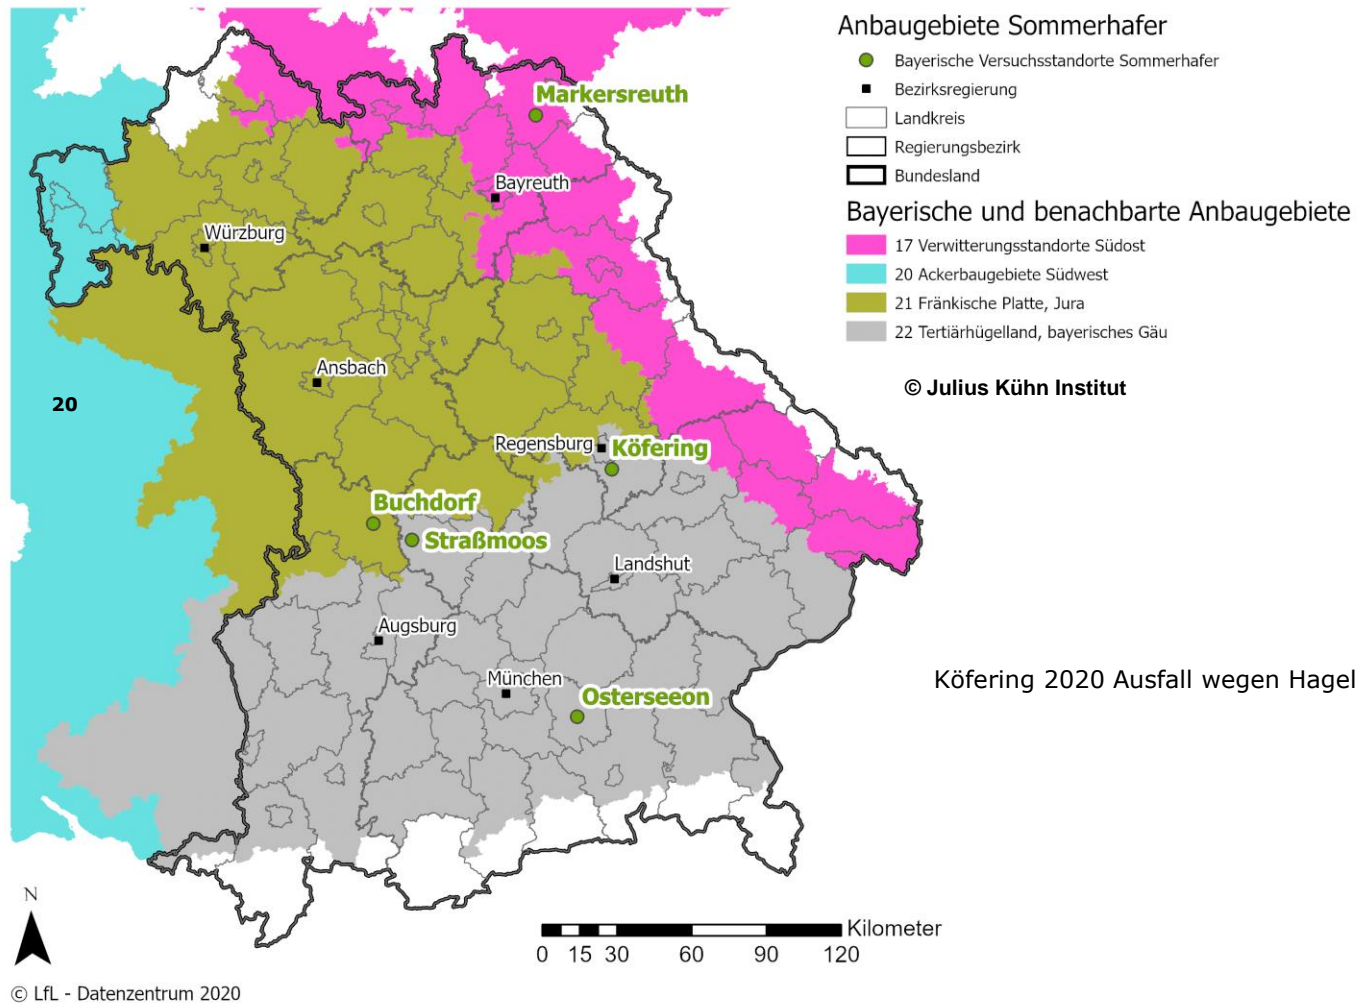 Anbaugebiete Sommerhafer
Bayerische Versuchsstandorte Sommerhafer
Bezirksregierung
Landkreis
Regierungsbezirk
Bundesland
Bayerische und benachbarte Anbaugebiete
17 Verwitterungsstandorte Südost
20 Ackerbaugebiete Südwest
21 Fränkische Platte, Jura
22 Tertiärhügelland, bayerisches Gäu
© Julius Kühn Institut
Markersreuth
Bayreuth
Würzburg
Ansbach
20
Regensburg
Köfering
Buchdorf
Straßmoos
Landshut
Augsburg
München
Osterseeon
Köfering 2020 Ausfall wegen Hagel
N
Kilometer
0 15 30 60 90 120
© LfL - Datenzentrum 2020